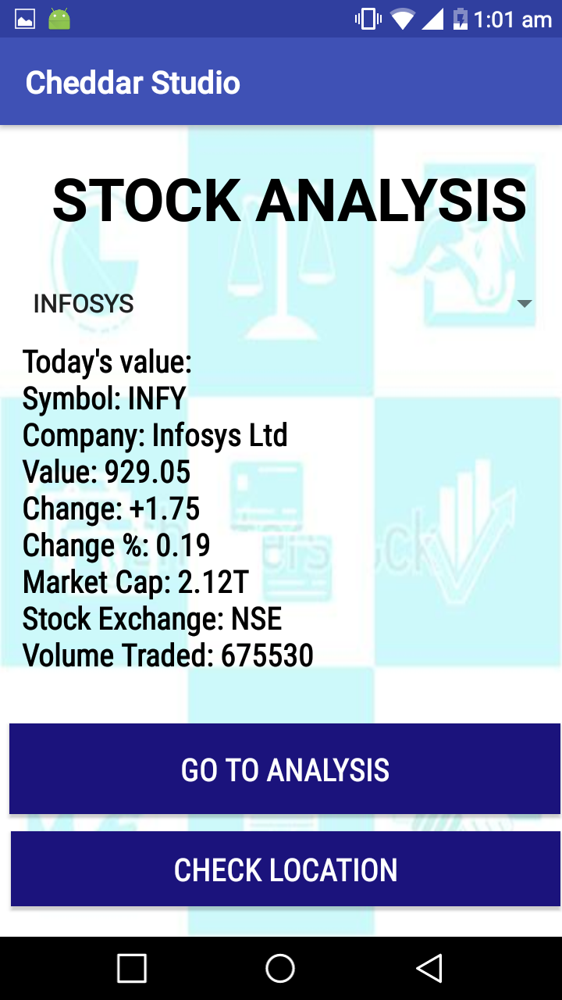 1:01 am
Cheddar Studio
STOCK ANALYSIS
INFOSYS
Today's value:
Symbol: INFY
Company: Infosys Ltd
Value: 929.05
Change: +1.75
Change %: 0.19
Market Cap: 2.12T
Stock Exchange: NSE
Volume Traded: 675530
GO TO ANALYSIS
CHECK LOCATION